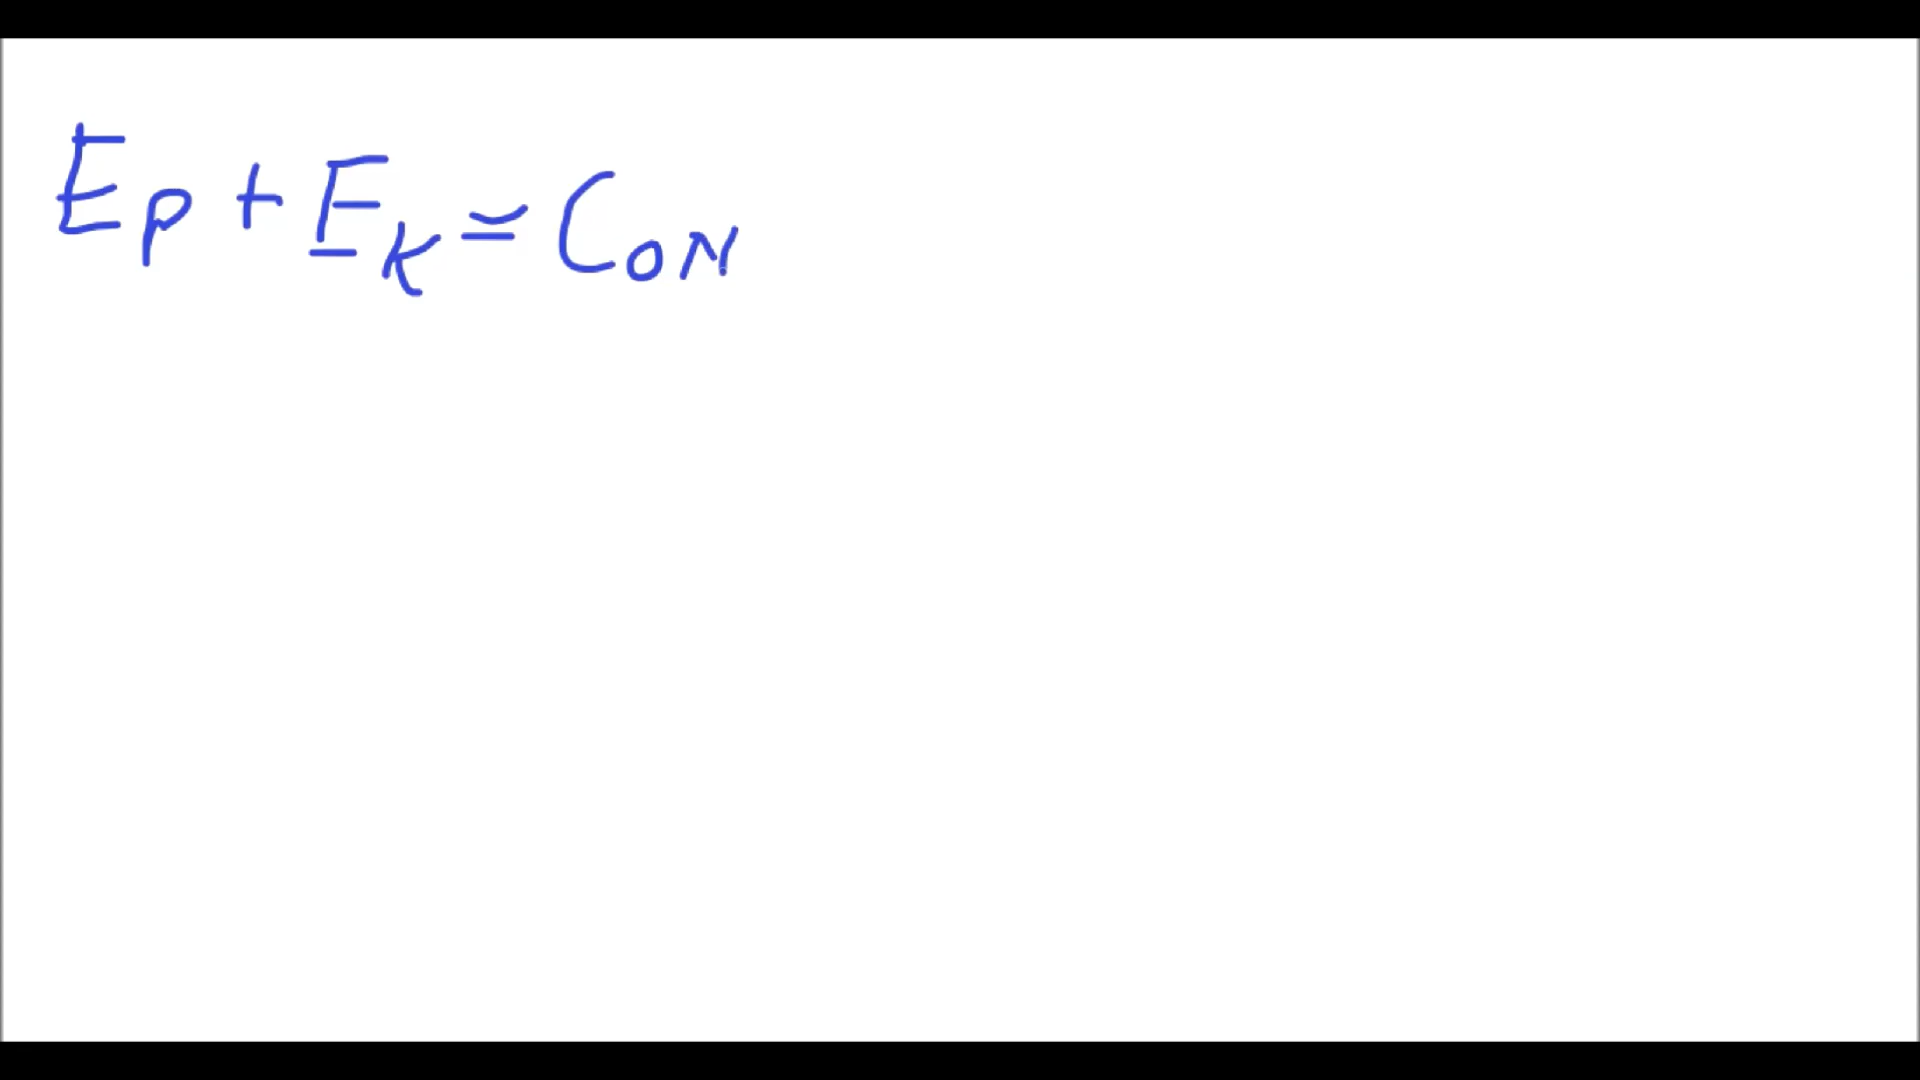 Ep + Ek = Con